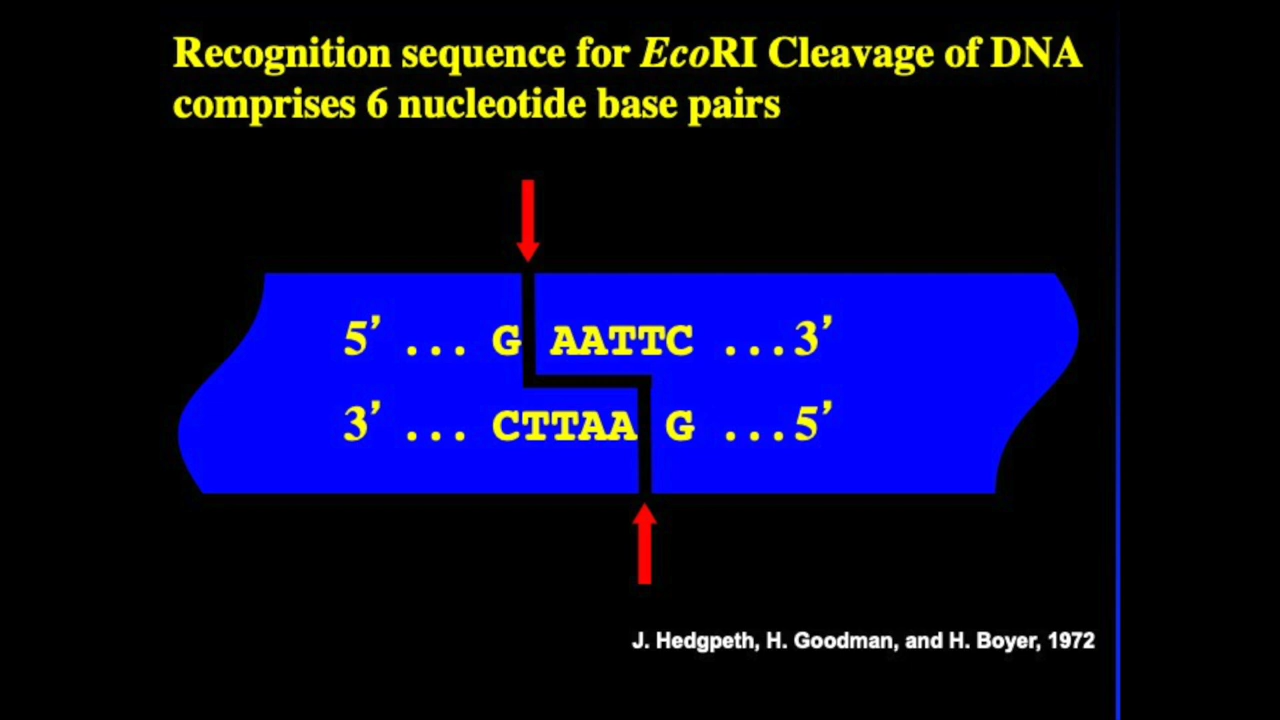 Recognition sequence for EcoRI Cleavage of DNA
comprises 6 nucleotide base pairs
5’ ... G AATTC ...3’
3’ ... CTTAA G ...5’
J. Hedgpeth, H. Goodman, and H. Boyer, 1972